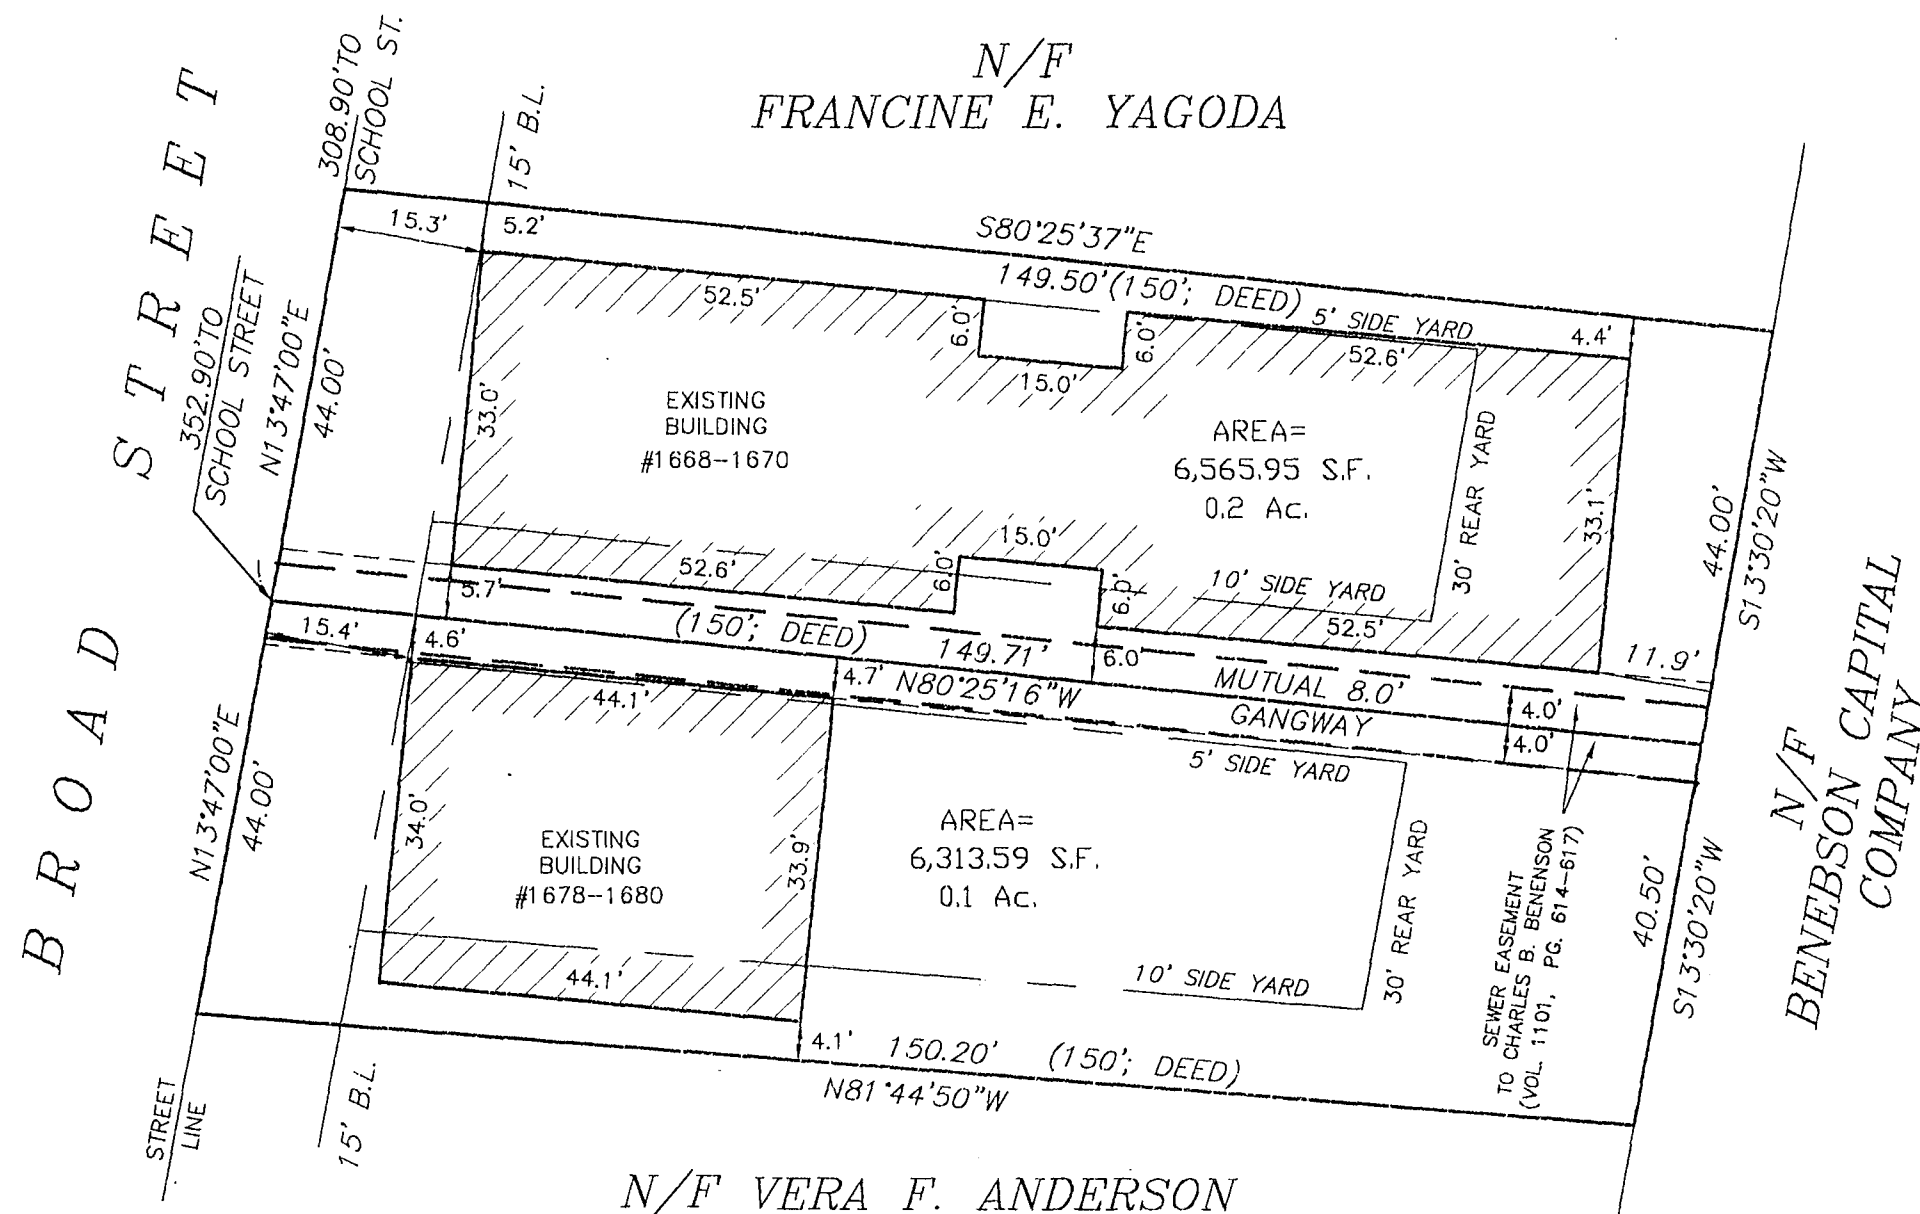 N/F
FRANCINE E. YAGODA
308.90'TO
SCHOOL ST.
15' B.L.
STREET
BROAD
352.90'TO
SCHOOL STREET
N13°47'00"E
44.00'
15.3'
5.2'
S80°25'37"E
149.50'(150'; DEED)
5' SIDE YARD
4.4'
52.5'
6.0'
15.0'
6.0'
52.6'
33.0'
EXISTING
BUILDING
#1668--1670
AREA=
6,565.95 S.F.
0.2 Ac.
30' REAR YARD
33.1'
44.00'
S13°30'20"W
15.0'
52.6'
6.0'
6.0'
10' SIDE YARD
52.5'
5.7'
(150'; DEED)
149.71'
6.0'
11.9'
15.4'
4.6'
4.7'
N80°25'16"W
MUTUAL 8.0'
GANGWAY
4.0'
4.0'
44.1'
5' SIDE YARD
N13°47'00"E
44.00'
34.0'
EXISTING
BUILDING
#1678--1680
33.9'
AREA=
6,313.59 S.F.
0.1 Ac.
30' REAR YARD
10' SIDE YARD
44.1'
SEWER EASEMENT
TO CHARLES B. BENENSON
(VOL. 1101, PG. 614-617)
40.50'
S13°30'20"W
N/F
BENEBSON CAPITAL
COMPANY
4.1'
150.20' (150'; DEED)
N81°44'50"W
STREET
LINE
15' B.L.
N/F VERA F. ANDERSON